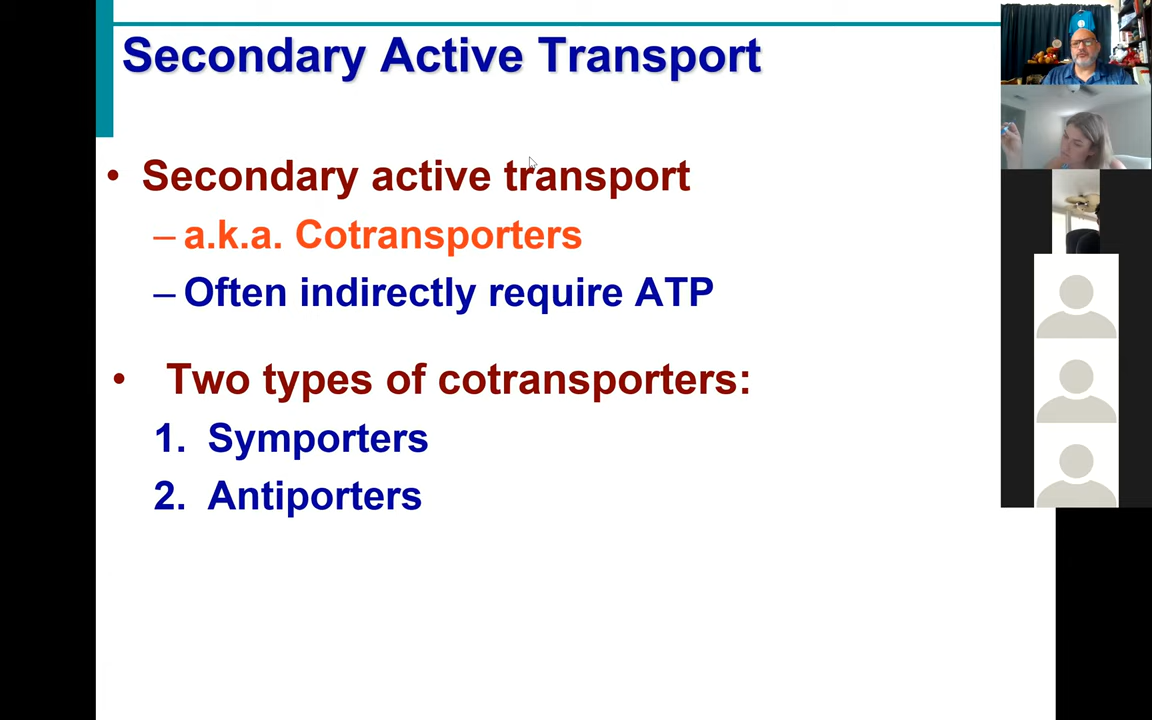 Secondary Active Transport
• Secondary active transport
– a.k.a. Cotransporters
– Often indirectly require ATP
• Two types of cotransporters:
1. Symporters
2. Antiporters